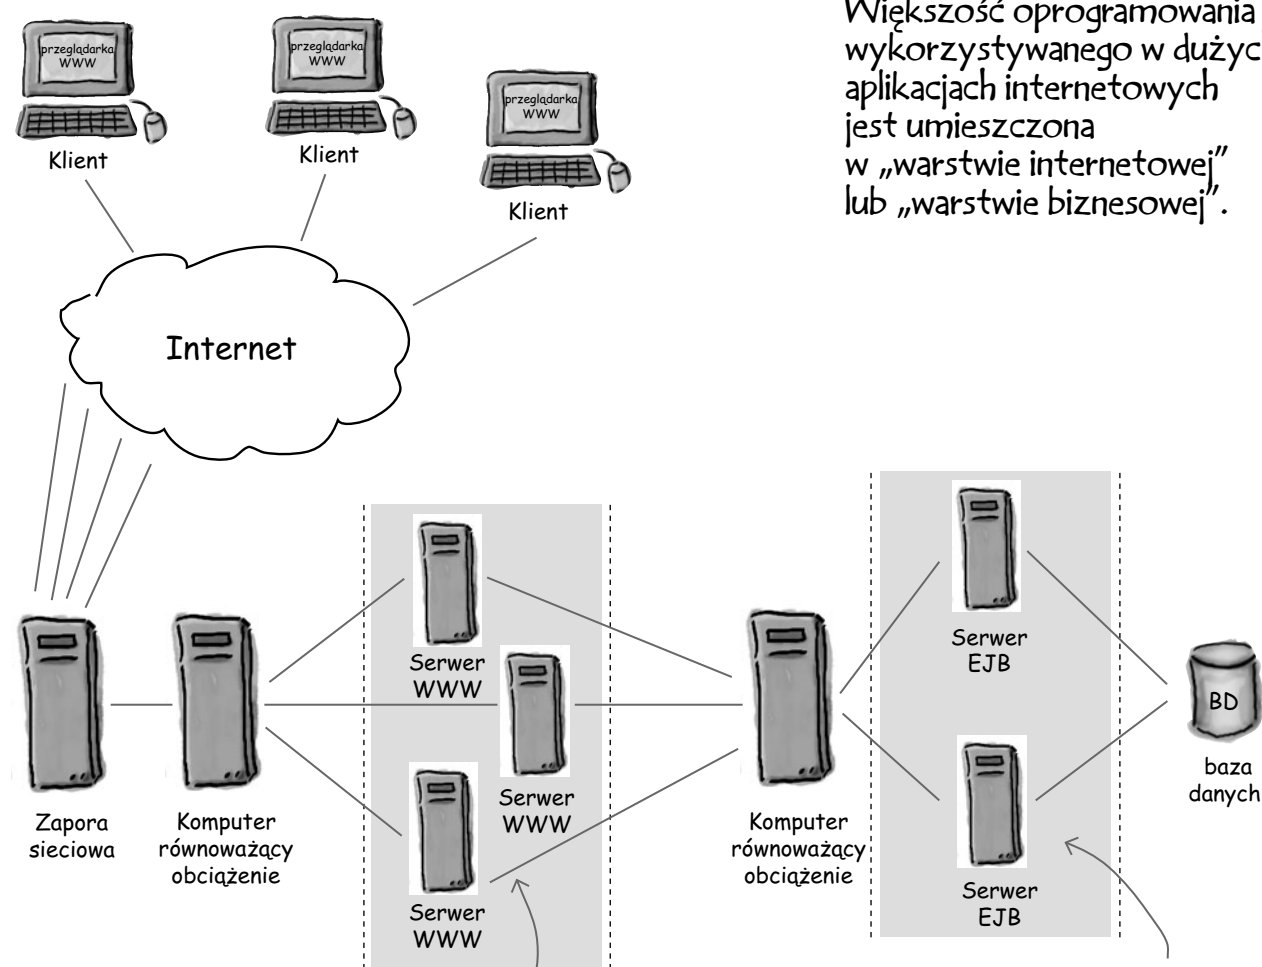 Większość oprogramowania
wykorzystywanego w dużyc
aplikacjach internetowych
jest umieszczona
w „warstwie internetowej”
lub „warstwie biznesowej”.
przeglądarka
WWW
Klient
przeglądarka
WWW
Klient
przeglądarka
WWW
Klient
Internet
Zapora
sieciowa
Komputer
równoważący
obciążenie
Serwer
WWW
Serwer
WWW
Serwer
WWW
Komputer
równoważący
obciążenie
Serwer
EJB
Serwer
EJB
BD
baza
danych